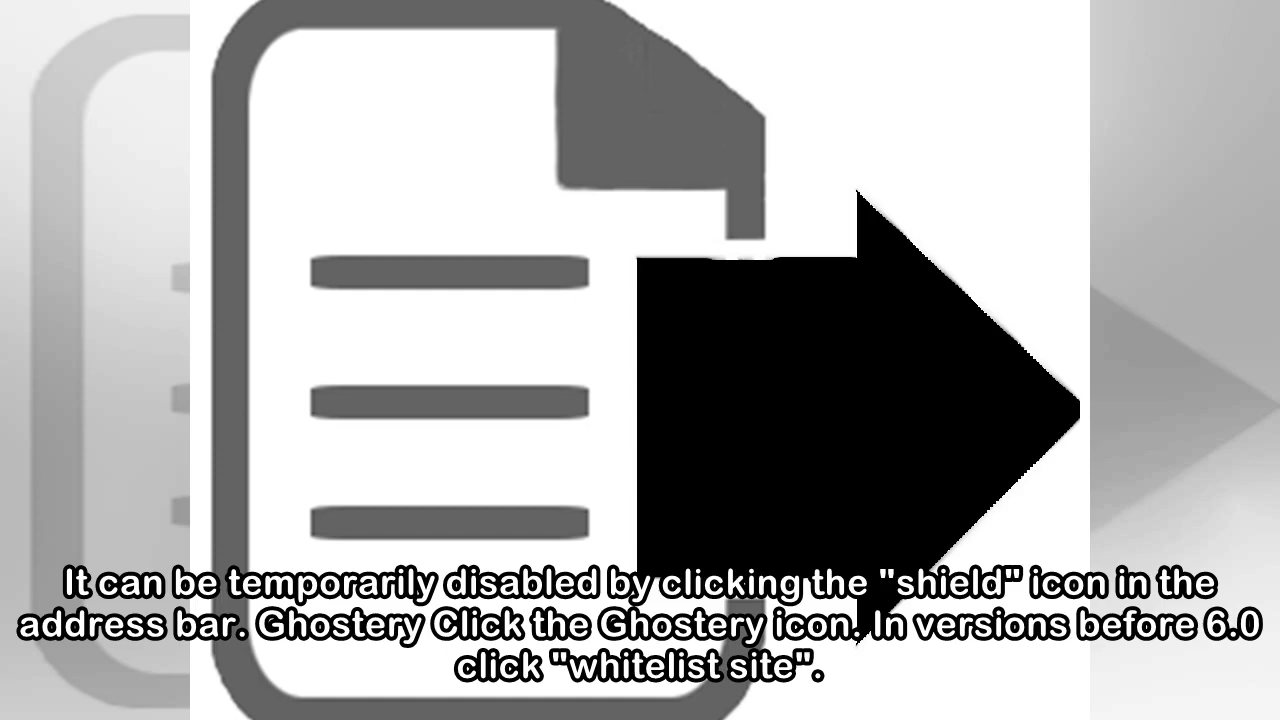 It can be temporarily disabled by clicking the "shield" icon in the
address bar. Ghostery Click the Ghostery icon. In versions before 6.0
click "whitelist site".